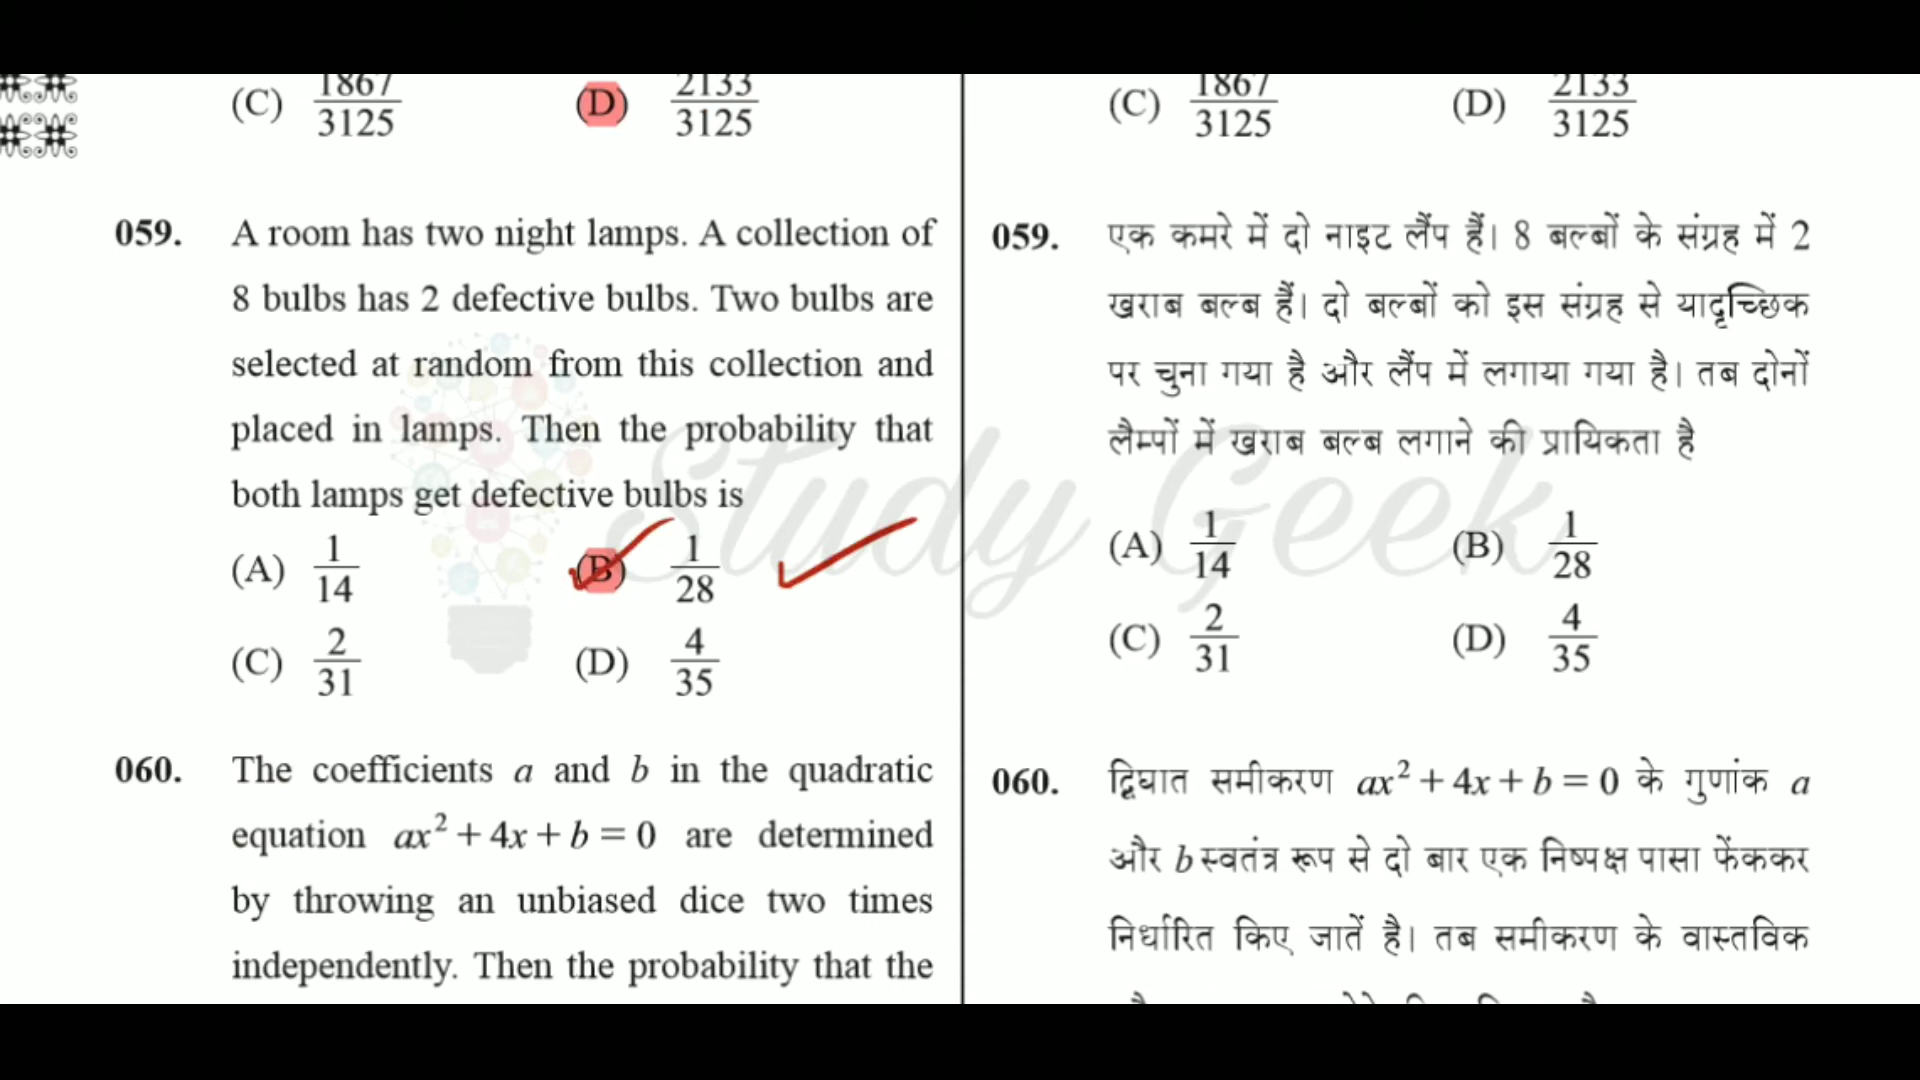 (C) 1867/3125 (D) 2133/3125
059. A room has two night lamps. A collection of
8 bulbs has 2 defective bulbs. Two bulbs are
selected at random from this collection and
placed in lamps. Then the probability that
both lamps get defective bulbs is
(A) 1/14 (B) 1/28
(C) 2/31 (D) 4/35
060. The coefficients a and b in the quadratic
equation ax² + 4x + b = 0 are determined
by throwing an unbiased dice two times
independently. Then the probability that the
(C) 1867/3125 (D) 2133/3125
059. एक कमरे में दो नाइट लैंप हैं। 8 बल्बों के संग्रह में 2
खराब बल्ब हैं। दो बल्बों को इस संग्रह से यादृच्छिक
पर चुना गया है और लैंप में लगाया गया है। तब दोनों
लैम्पों में खराब बल्ब लगाने की प्रायिकता है
(A) 1/14 (B) 1/28
(C) 2/31 (D) 4/35
060. द्विघात समीकरण ax² + 4x + b = 0 के गुणांक a
और b स्वतंत्र रूप से दो बार एक निष्पक्ष पासा फेंककर
निर्धारित किए जातें है। तब समीकरण के वास्तविक
Study Geek